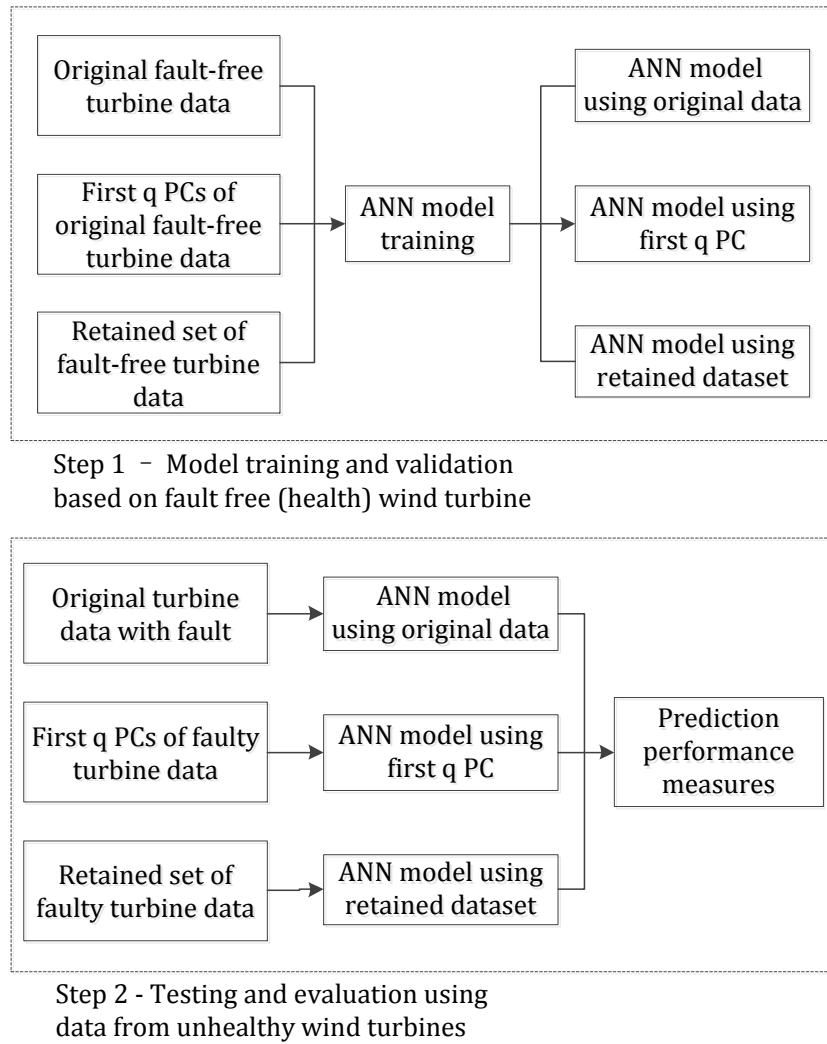 Original fault-free
turbine data
First q PCs of
original fault-free
turbine data
Retained set of
fault-free turbine
data
ANN model
training
ANN model
using original data
ANN model using
first q PC
ANN model using
retained dataset
Step 1 – Model training and validation
based on fault free (health) wind turbine
Original turbine
data with fault
ANN model
using original data
First q PCs of faulty
turbine data
ANN model using
first q PC
Retained set of
faulty turbine data
ANN model using
retained dataset
Prediction
performance
measures
Step 2 - Testing and evaluation using
data from unhealthy wind turbines